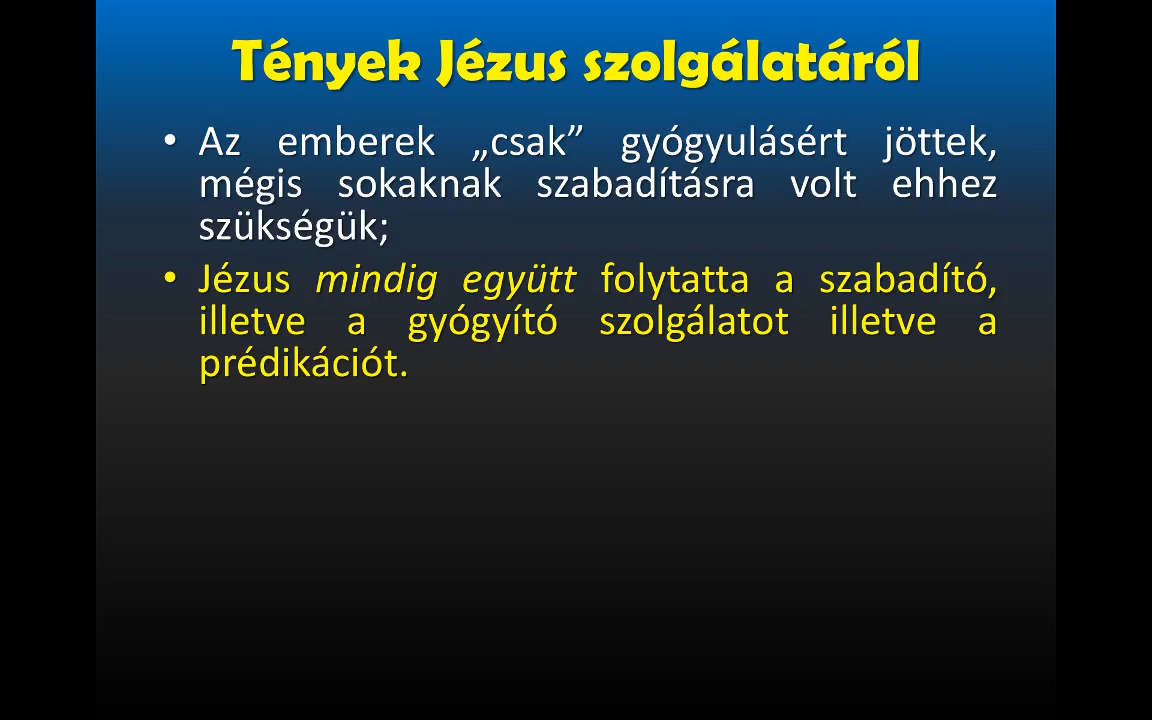 Tények Jézus szolgálatáról
• Az emberek „csak” gyógyulásért jöttek,
mégis sokaknak szabadításra volt ehhez
szükségük;
• Jézus mindig együtt folytatta a szabadító,
illetve a gyógyító szolgálatot illetve a
prédikációt.